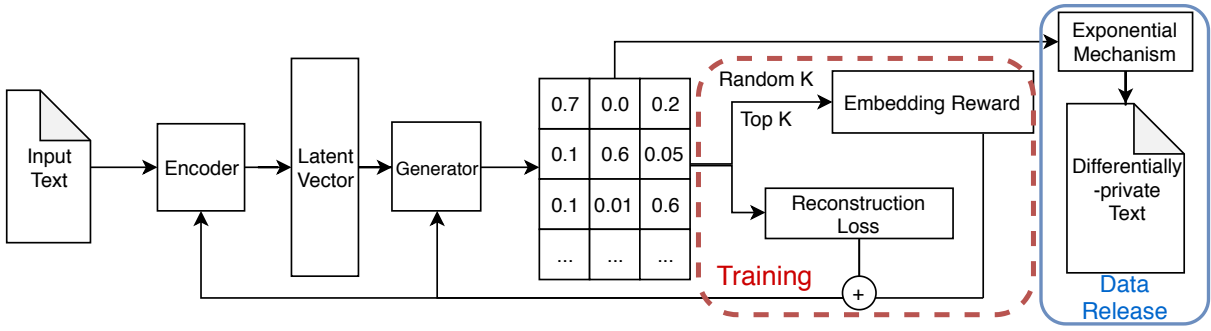 Input
Text
Encoder
Latent
Vector
Generator
0.7 0.0 0.2
0.1 0.6 0.05
0.1 0.01 0.6
... ... ...
Random K
Top K
Embedding Reward
Reconstruction
Loss
+
Training
Exponential
Mechanism
Differentially
-private
Text
Data
Release